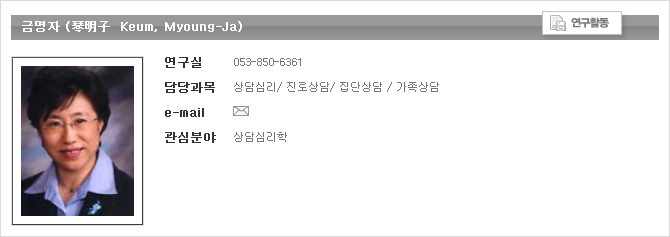 금명자 (琴明子 Keum, Myoung-Ja)
연구활동
연구실 053-850-6361
담당과목 상담심리/ 진로상담/ 집단상담 / 가족상담
e-mail
관심분야 상담심리학